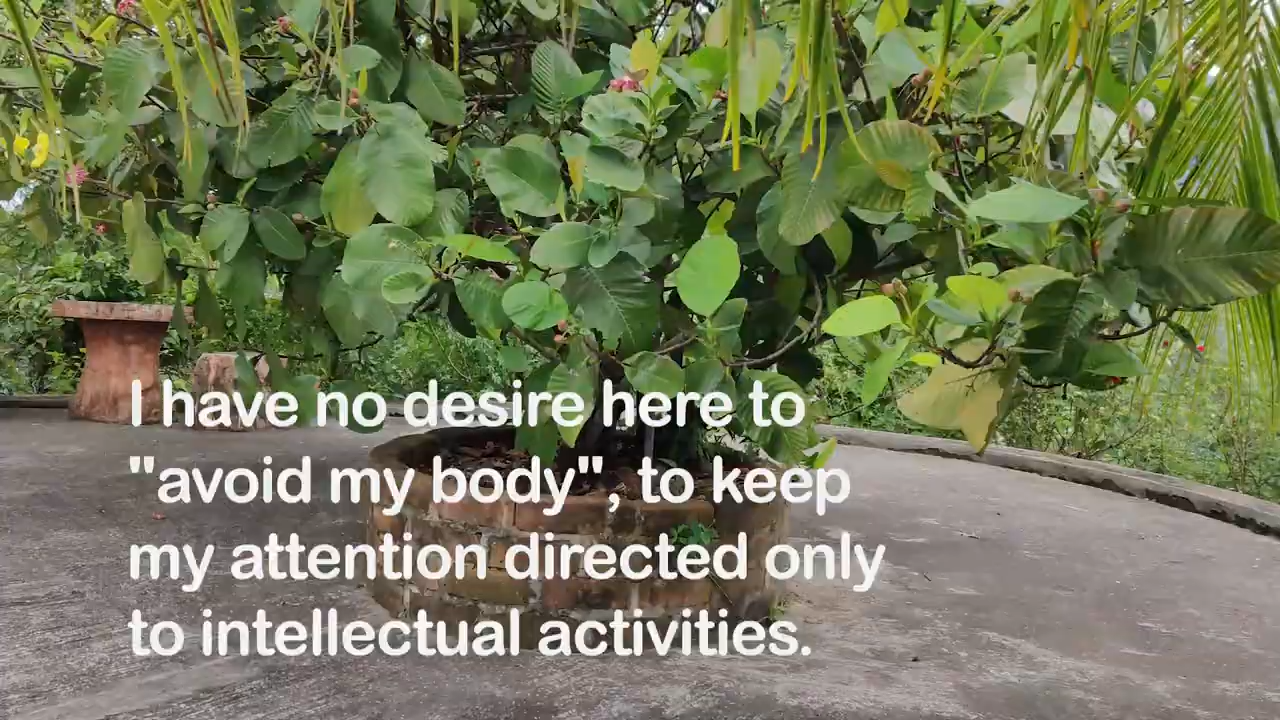 I have no desire here to
"avoid my body", to keep
my attention directed only
to intellectual activities.